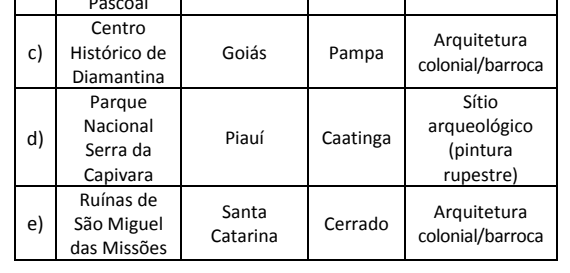 Pascoal
c) Centro Histórico de Diamantina Goiás Pampa Arquitetura colonial/barroca
d) Parque Nacional Serra da Capivara Piauí Caatinga Sítio arqueológico (pintura rupestre)
e) Ruínas de São Miguel das Missões Santa Catarina Cerrado Arquitetura colonial/barroca